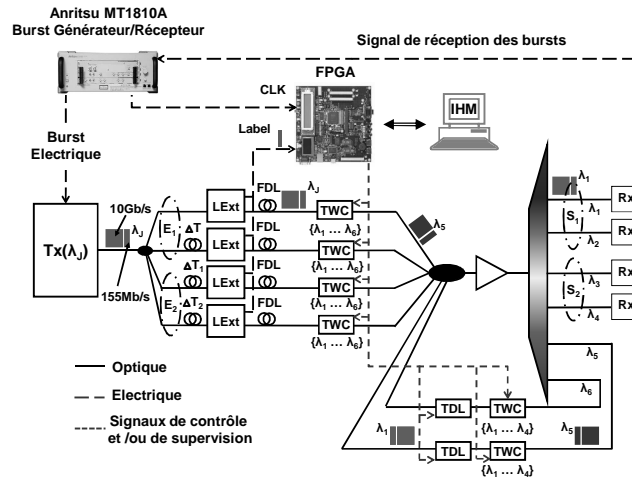 Anritsu MT1810A
Burst Générateur/Récepteur
Signal de réception des bursts
FPGA
CLK
IHM
Label
Burst
Electrique
FDL
λJ
LExt
TWC
{λ1 ... λ6}
λ5
10Gb/s
λJ
E1
Tx(λJ)
155Mb/s
ΔT
LExt
FDL
TWC
{λ1 ... λ6}
ΔT1
LExt
FDL
TWC
{λ1 ... λ6}
E2
ΔT2
LExt
FDL
TWC
{λ1 ... λ6}
λ1
λ1
Rx
S1
λ2
Rx
λ3
Rx
S2
λ4
Rx
λ5
λ6
Optique
Electrique
Signaux de contrôle
et /ou de supervision
TDL
TWC
{λ1 ... λ4}
λ1
TDL
TWC
λ5
{λ1 ... λ4}